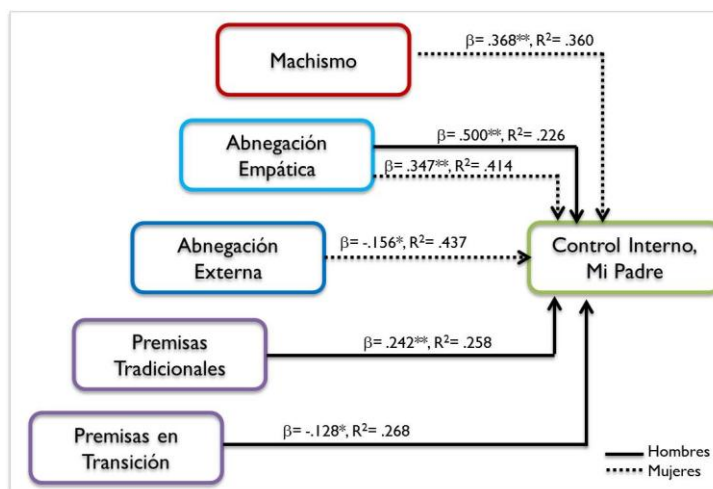 β= .368**, R²= .360
Machismo
β= .500**, R²= .226
Abnegación
Empática
β= .347**, R²= .414
Abnegación
Externa
β= -.156*, R²= .437
Control Interno,
Mi Padre
β= .242**, R²= .258
Premisas
Tradicionales
β= -.128*, R²= .268
Premisas en
Transición
Hombres
Mujeres